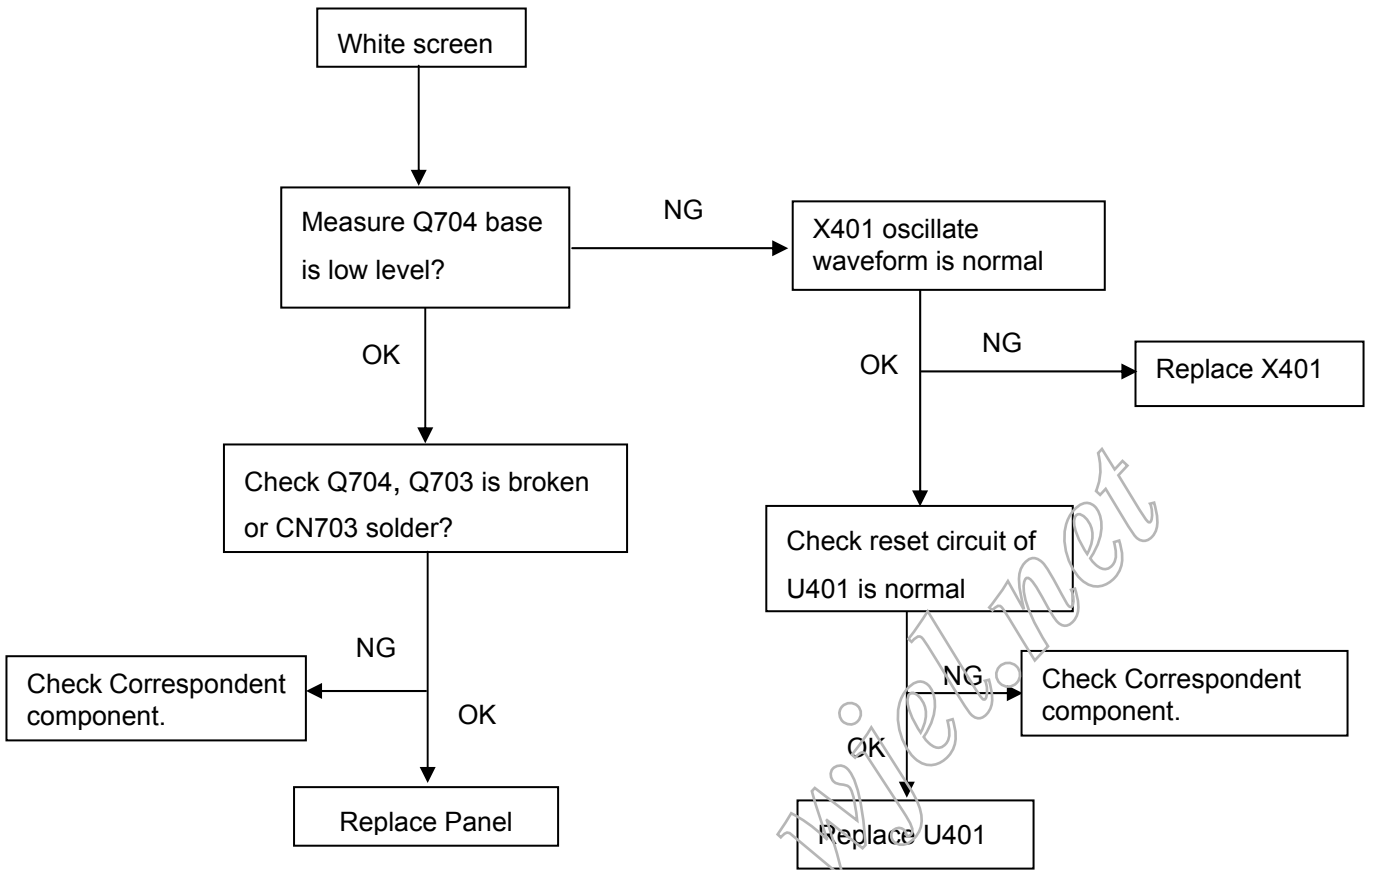 White screen
Measure Q704 base
is low level?
NG
X401 oscillate
waveform is normal
OK
NG
OK
Replace X401
Check Q704, Q703 is broken
or CN703 solder?
Check reset circuit of
U401 is normal
NG
Check Correspondent
component.
OK
NG
Check Correspondent
component.
OK
Replace Panel
Replace U401
wjel.net